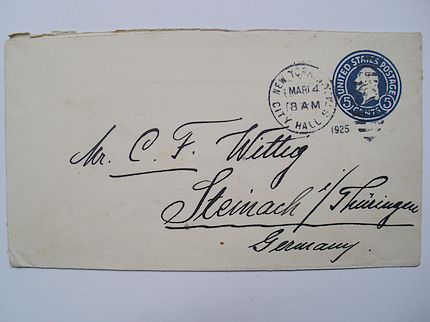 NEW YORK, N.Y.
MAR 14
8 AM
CITY HALL
1925
UNITED STATES POSTAGE
5 CENTS 5
Mr. C. F. Wittig
Steinach i/Thüringen
Germany.